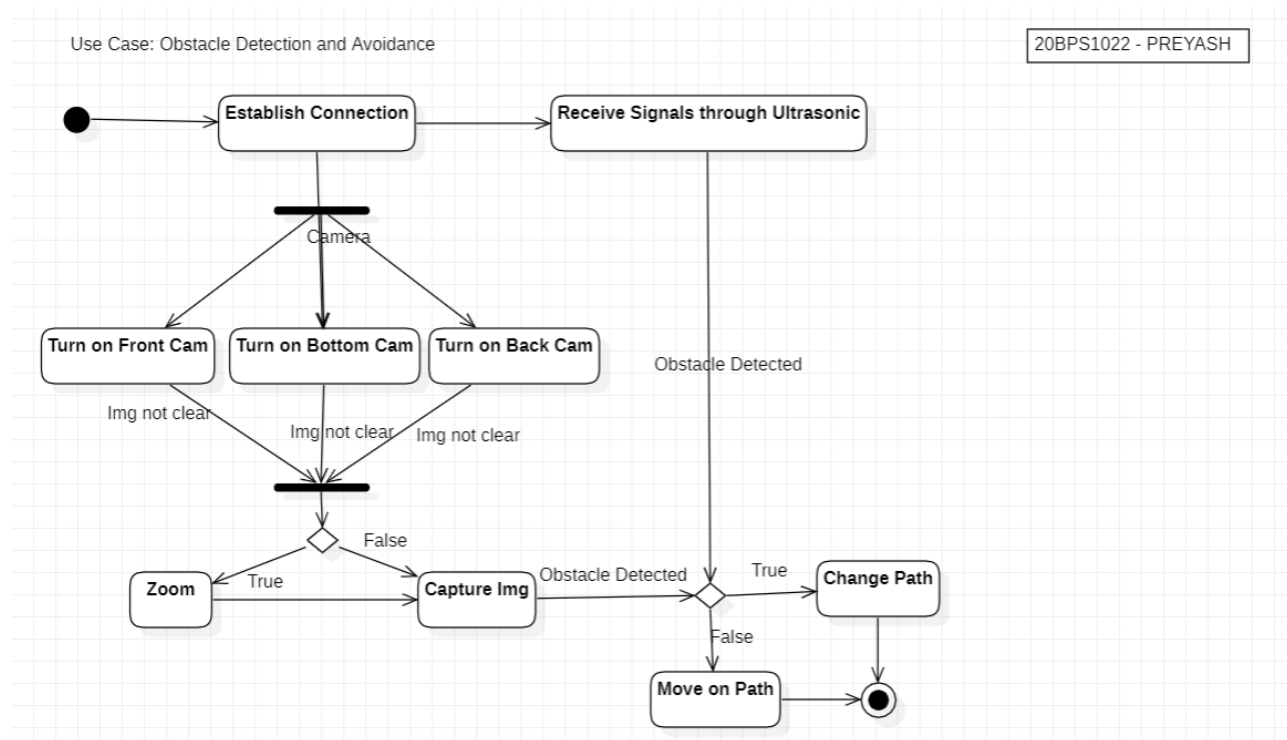 Use Case: Obstacle Detection and Avoidance
20BPS1022 - PREYASH
Establish Connection
Receive Signals through Ultrasonic
Camera
Turn on Front Cam
Turn on Bottom Cam
Turn on Back Cam
Obstacle Detected
Img not clear
Img not clear
Img not clear
False
True
Zoom
Capture Img
Obstacle Detected
True
Change Path
False
Move on Path